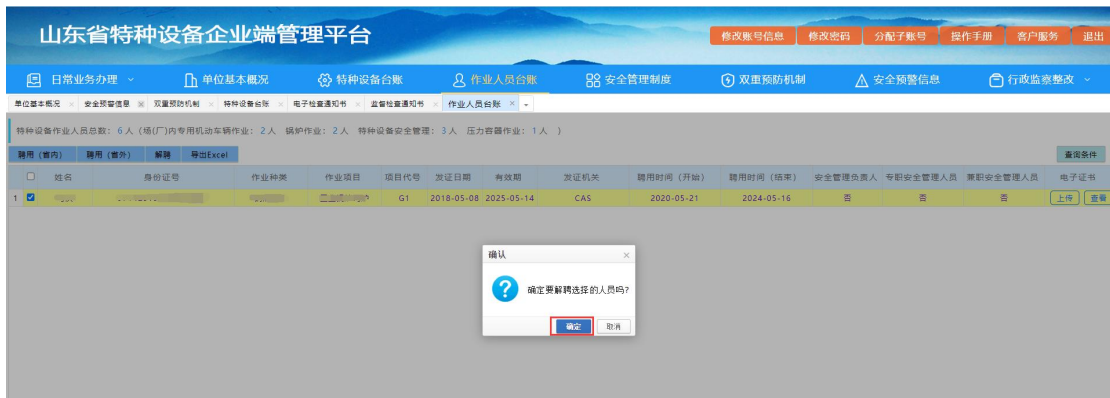 山东省特种设备企业端管理平台
修改账号信息 修改密码 分配子账号 操作手册 客户服务 退出
日常业务办理 单位基本概况 特种设备台账 作业人员台账 安全管理制度 双重预防机制 安全预警信息 行政监察整改
单位基本概况 安全预警信息 双重预防机制 特种设备台账 电子检查通知书 监督检查通知书 作业人员台账
特种设备作业人员总数: 6人 (场(厂)内专用机动车辆作业: 2人 锅炉作业: 2人 特种设备安全管理: 3人 压力容器作业: 1人 )
聘用 (省内) 聘用 (省外) 解聘 导出Excel 查询条件
姓名 身份证号 作业种类 作业项目 项目代号 发证日期 有效期 发证机关 聘用时间 (开始) 聘用时间 (结束) 安全管理负责人 专职安全管理人员 兼职安全管理人员 电子证书
1 G1 2018-05-08 2025-05-14 CAS 2020-05-21 2024-05-16 否 否 否 上传 查看
确认
确定要解聘选择的人员吗?
确定 取消